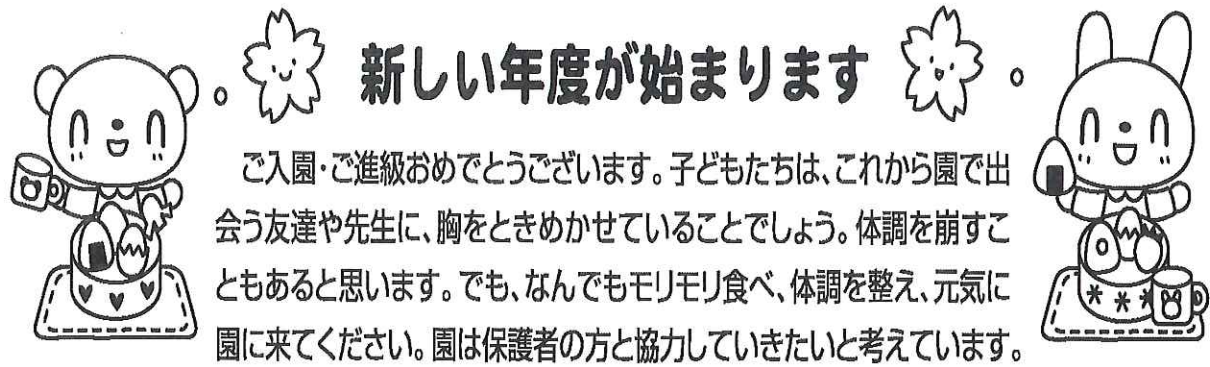 新しい年度が始まります
ご入園・ご進級おめでとうございます。子どもたちは、これから園で出
会う友達や先生に、胸をときめかせていることでしょう。体調を崩すこ
ともあると思います。でも、なんでもモリモリ食べ、体調を整え、元気に
園に来てください。園は保護者の方と協力していきたいと考えています。